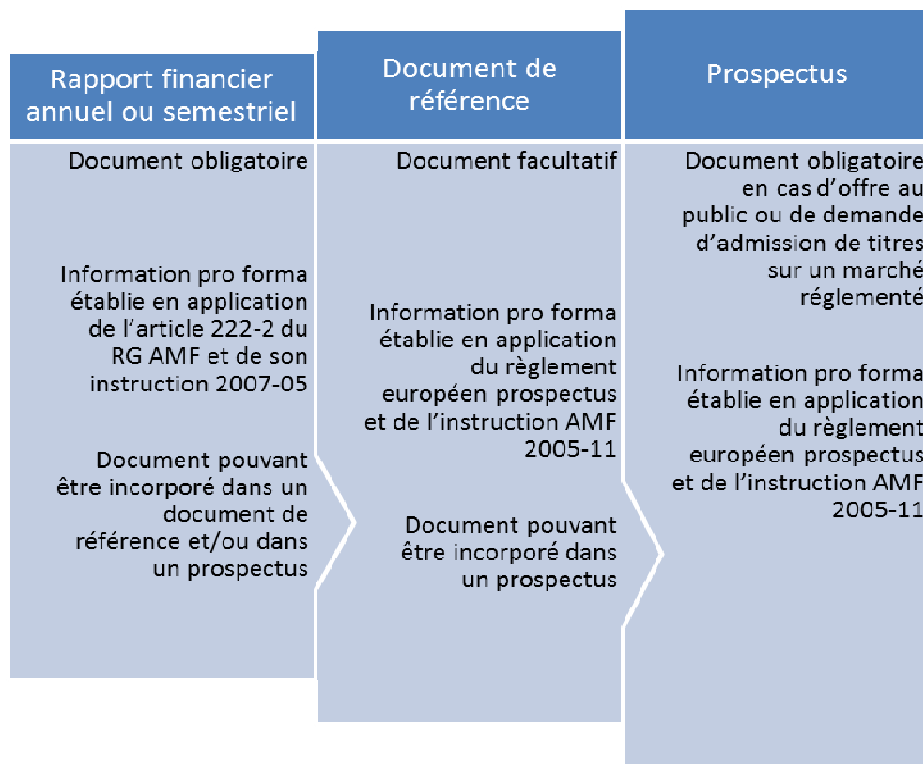 Rapport financier
annuel ou semestriel
Document obligatoire
Information pro forma
établie en application
de l'article 222-2 du
RG AMF et de son
instruction 2007-05
Document pouvant
être incorporé dans un
document de
référence et/ou dans
un prospectus
Document de
référence
Document facultatif
Information pro forma
établie en application
du règlement
européen prospectus
et de l'instruction AMF
2005-11
Document pouvant
être incorporé dans
un prospectus
Prospectus
Document obligatoire
en cas d'offre au
public ou de demande
d'admission de titres
sur un marché
réglementé
Information pro forma
établie en application
du règlement
européen prospectus
et de l'instruction AMF
2005-11